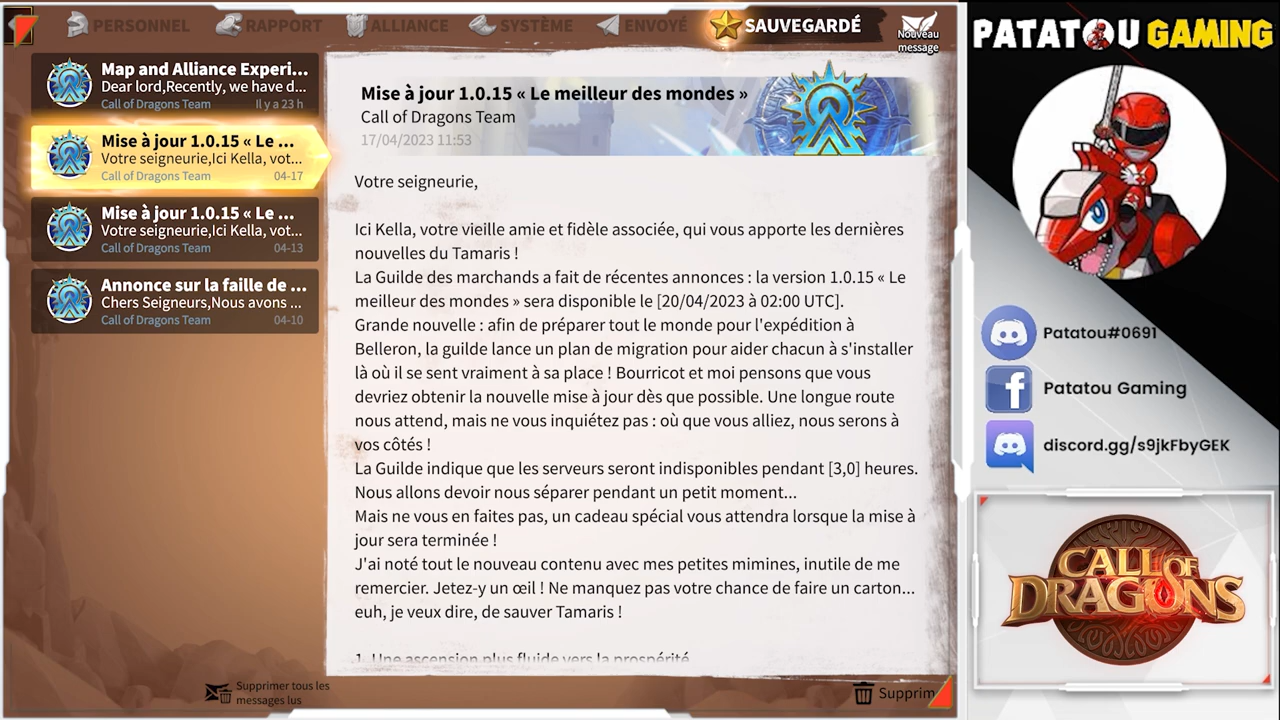 PERSONNEL
RAPPORT
ALLIANCE
SYSTÈME
ENVOYÉ
SAUVEGARDÉ
Nouveau
message
Map and Alliance Experi...
Dear lord,Recently, we have d...
Call of Dragons Team
Il y a 23 h
Mise à jour 1.0.15 « Le ...
Votre seigneurie,Ici Kella, vot...
Call of Dragons Team
04-17
Mise à jour 1.0.15 « Le ...
Votre seigneurie,Ici Kella, vot...
Call of Dragons Team
04-13
Annonce sur la faille de ...
Chers Seigneurs,Nous avons ...
Call of Dragons Team
04-10
Mise à jour 1.0.15 « Le meilleur des mondes »
Call of Dragons Team
17/04/2023 11:53
Votre seigneurie,
Ici Kella, votre vieille amie et fidèle associée, qui vous apporte les dernières
nouvelles du Tamaris !
La Guilde des marchands a fait de récentes annonces : la version 1.0.15 « Le
meilleur des mondes » sera disponible le [20/04/2023 à 02:00 UTC].
Grande nouvelle : afin de préparer tout le monde pour l'expédition à
Belleron, la guilde lance un plan de migration pour aider chacun à s'installer
là où il se sent vraiment à sa place ! Bourricot et moi pensons que vous
devriez obtenir la nouvelle mise à jour dès que possible. Une longue route
nous attend, mais ne vous inquiétez pas : où que vous alliez, nous serons à
vos côtés !
La Guilde indique que les serveurs seront indisponibles pendant [3,0] heures.
Nous allons devoir nous séparer pendant un petit moment...
Mais ne vous en faites pas, un cadeau spécial vous attendra lorsque la mise à
jour sera terminée !
J'ai noté tout le nouveau contenu avec mes petites mimines, inutile de me
remercier. Jetez-y un œil ! Ne manquez pas votre chance de faire un carton...
euh, je veux dire, de sauver Tamaris !
1. Une ascension plus fluide vers la prospérité
Supprimer tous les
messages lus
Supprim
PATATOU GAMING
Patatou#0691
Patatou Gaming
discord.gg/s9jkFbyGEK
CALL OF
DRAGONS